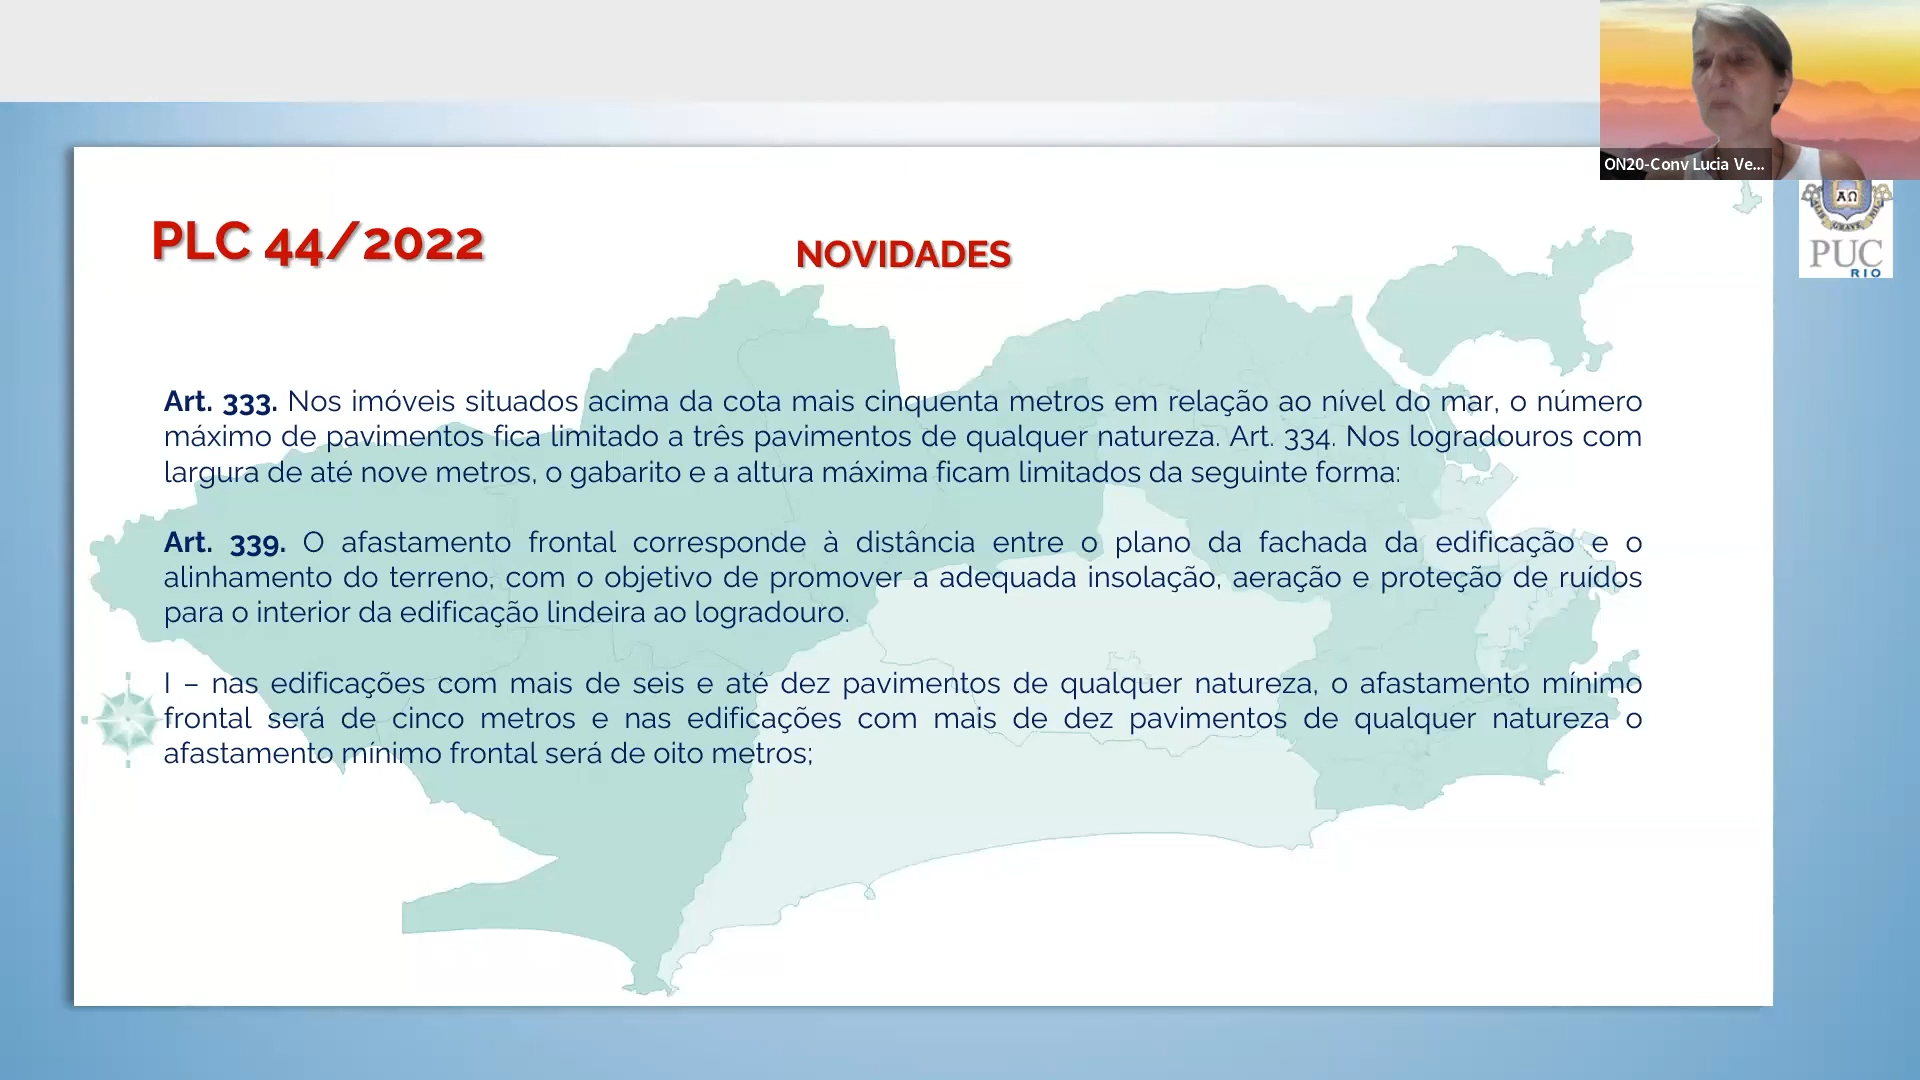 ON20-Conv Lucia Ve...
PLC 44/2022
NOVIDADES
ΑΩ
GRAVE
PUC
RIO
Art. 333. Nos imóveis situados acima da cota mais cinquenta metros em relação ao nível do mar, o número
máximo de pavimentos fica limitado a três pavimentos de qualquer natureza. Art. 334. Nos logradouros com
largura de até nove metros, o gabarito e a altura máxima ficam limitados da seguinte forma:
Art. 339. O afastamento frontal corresponde à distância entre o plano da fachada da edificação e o
alinhamento do terreno, com o objetivo de promover a adequada insolação, aeração e proteção de ruídos
para o interior da edificação lindeira ao logradouro.
I – nas edificações com mais de seis e até dez pavimentos de qualquer natureza, o afastamento mínimo
frontal será de cinco metros e nas edificações com mais de dez pavimentos de qualquer natureza o
afastamento mínimo frontal será de oito metros;